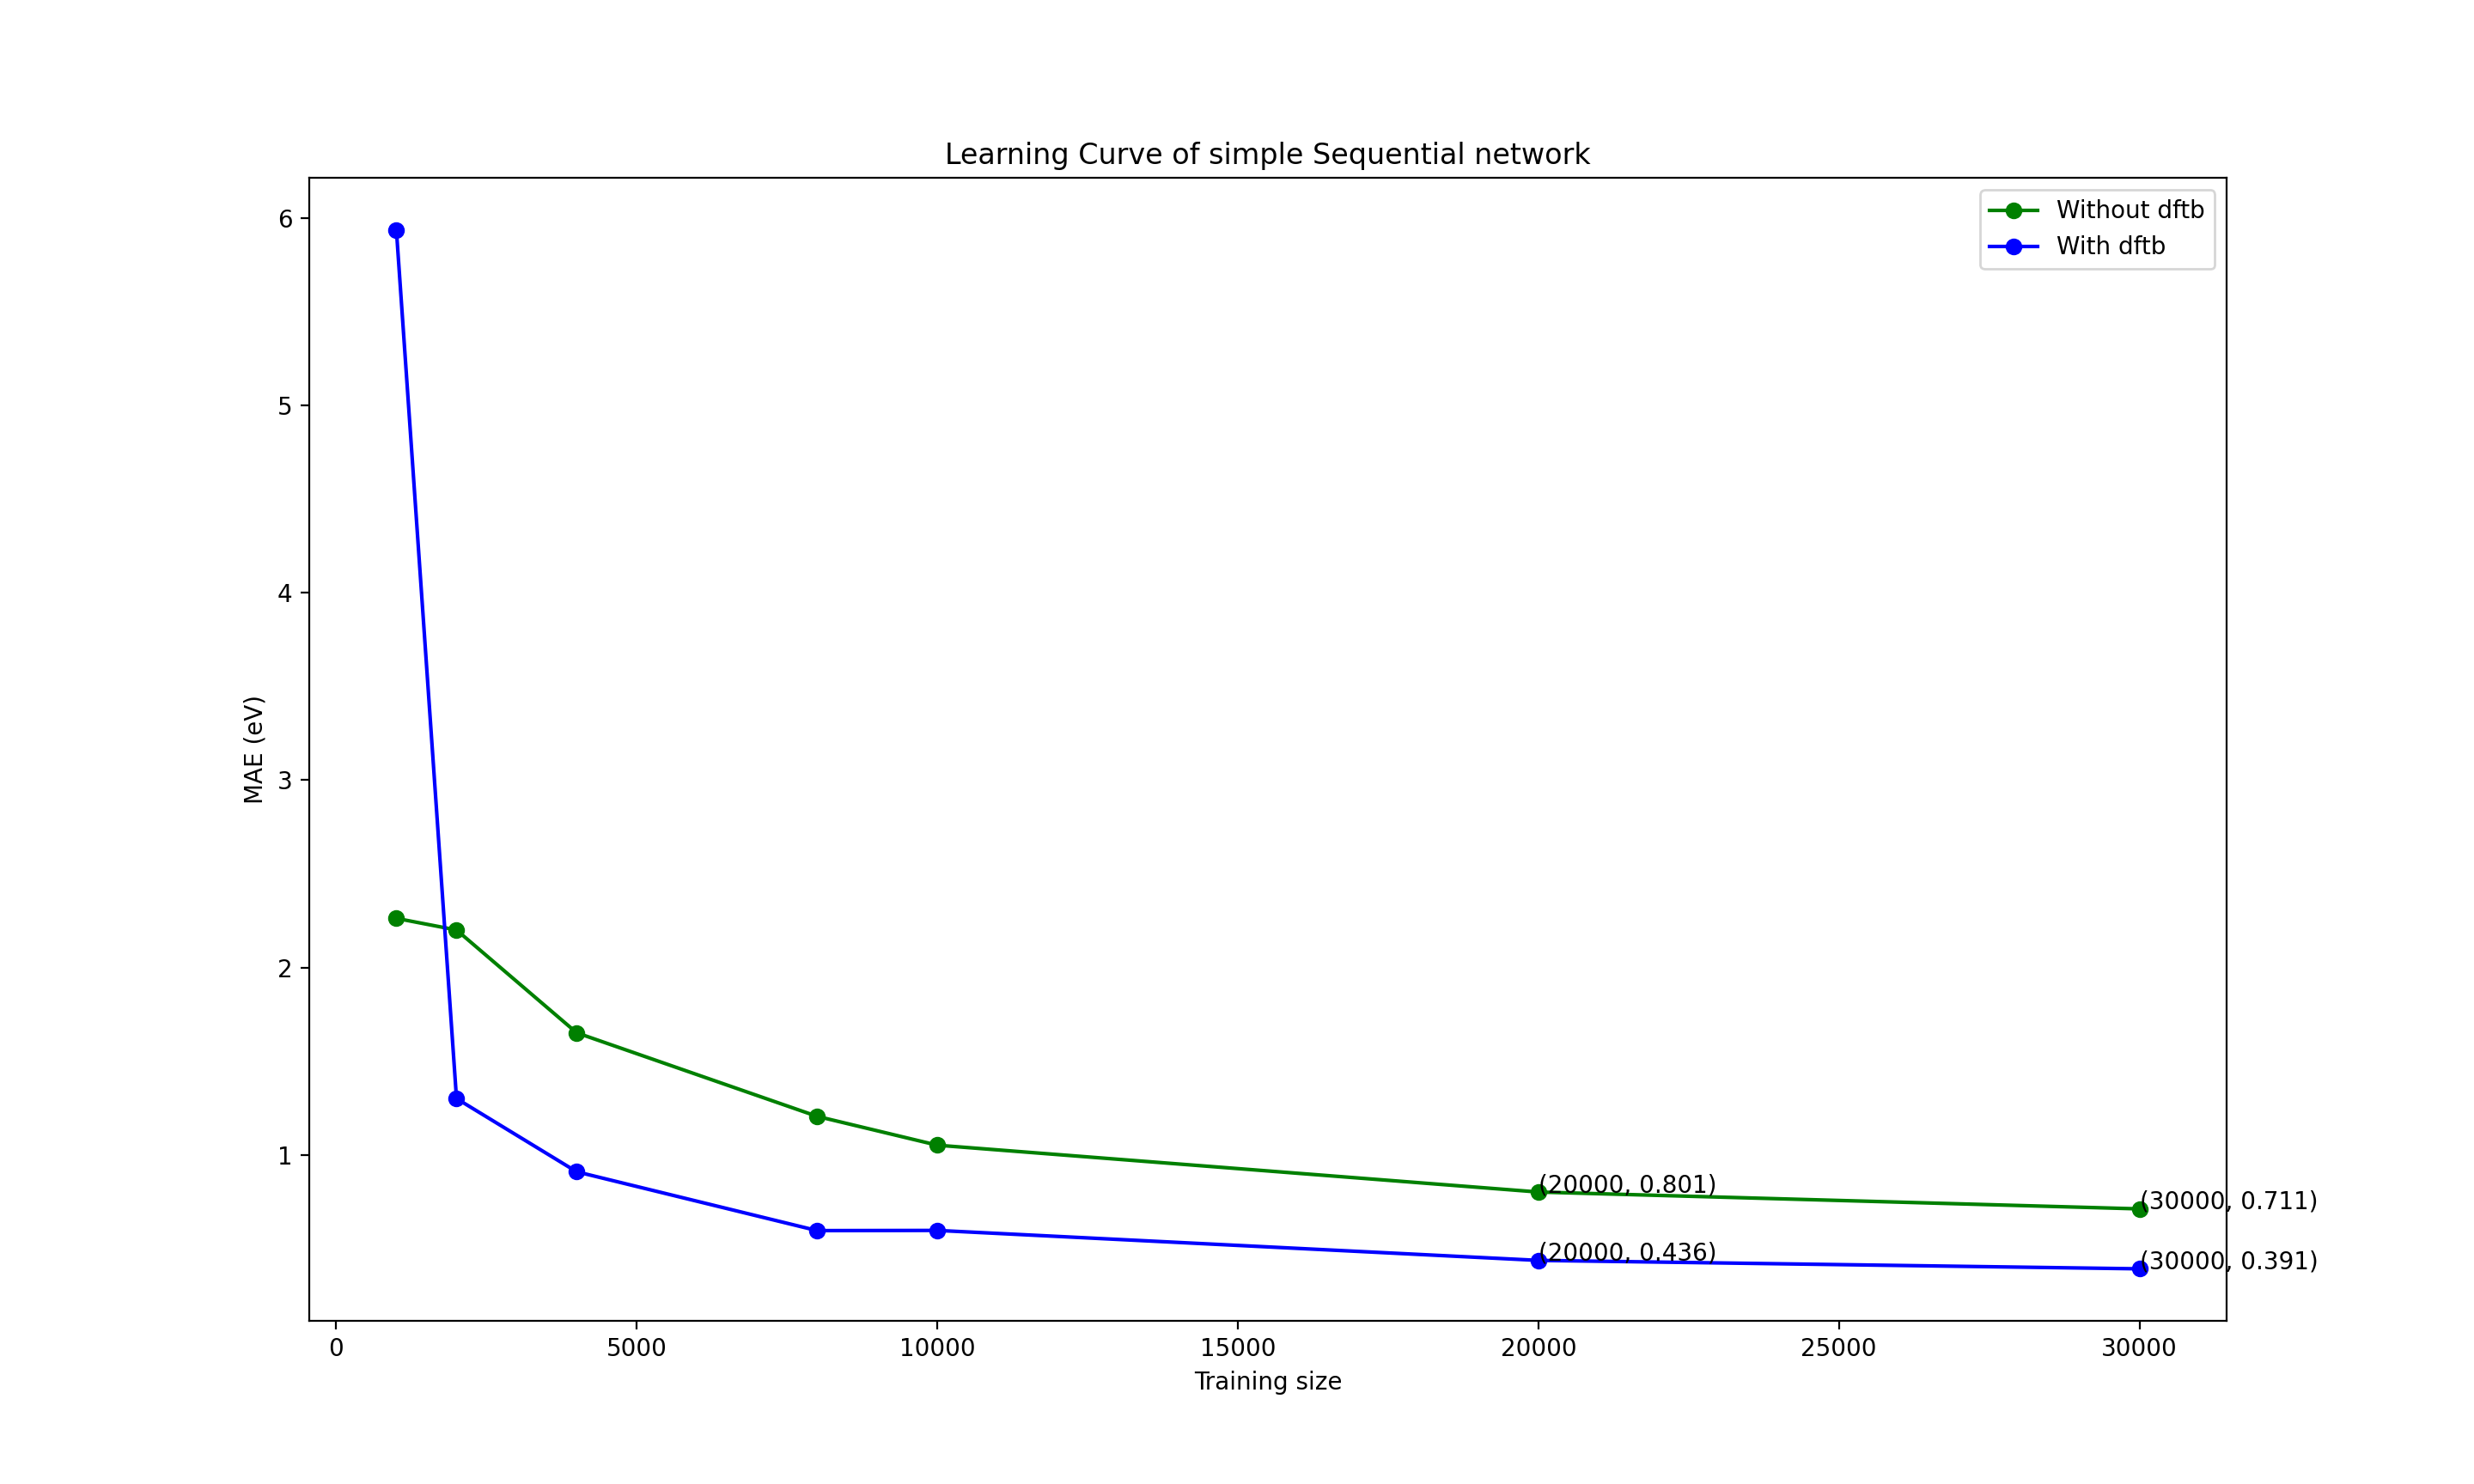 Learning Curve of simple Sequential network
Without dftb
With dftb
MAE (eV)
6
5
4
3
2
1
(20000, 0.801)
(30000, 0.711)
(20000, 0.436)
(30000, 0.391)
0 5000 10000 15000 20000 25000 30000
Training size